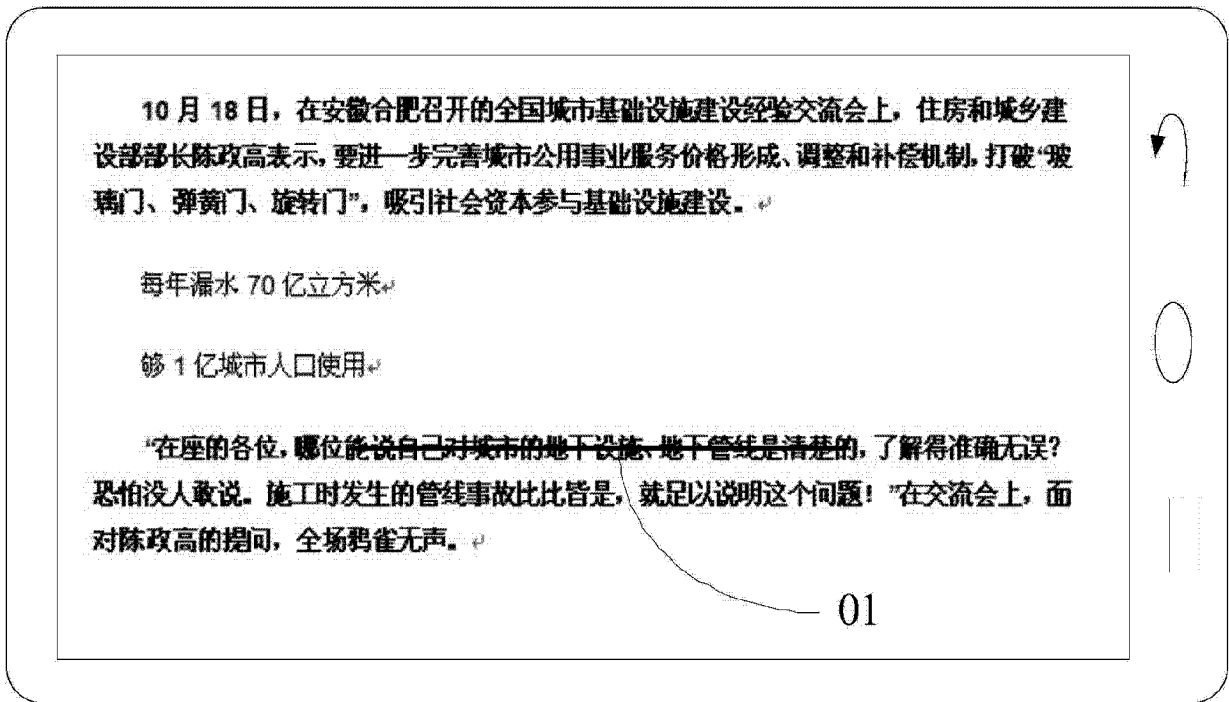 10 月 18 日，在安徽合肥召开的全国城市基础设施建设经验交流会上，住房和城乡建
设部部长陈政高表示，要进一步完善城市公用事业服务价格形成、调整和补偿机制，打破“玻
璃门、弹簧门、旋转门”，吸引社会资本参与基础设施建设。
每年漏水 70 亿立方米
够 1 亿城市人口使用
“在座的各位，哪位能说自己对城市的地下设施、地下管线是清楚的，了解得准确无误？
恐怕没人敢说。施工时发生的管线事故比比皆是，就足以说明这个问题！”在交流会上，面
对陈政高的提问，全场鸦雀无声。
01